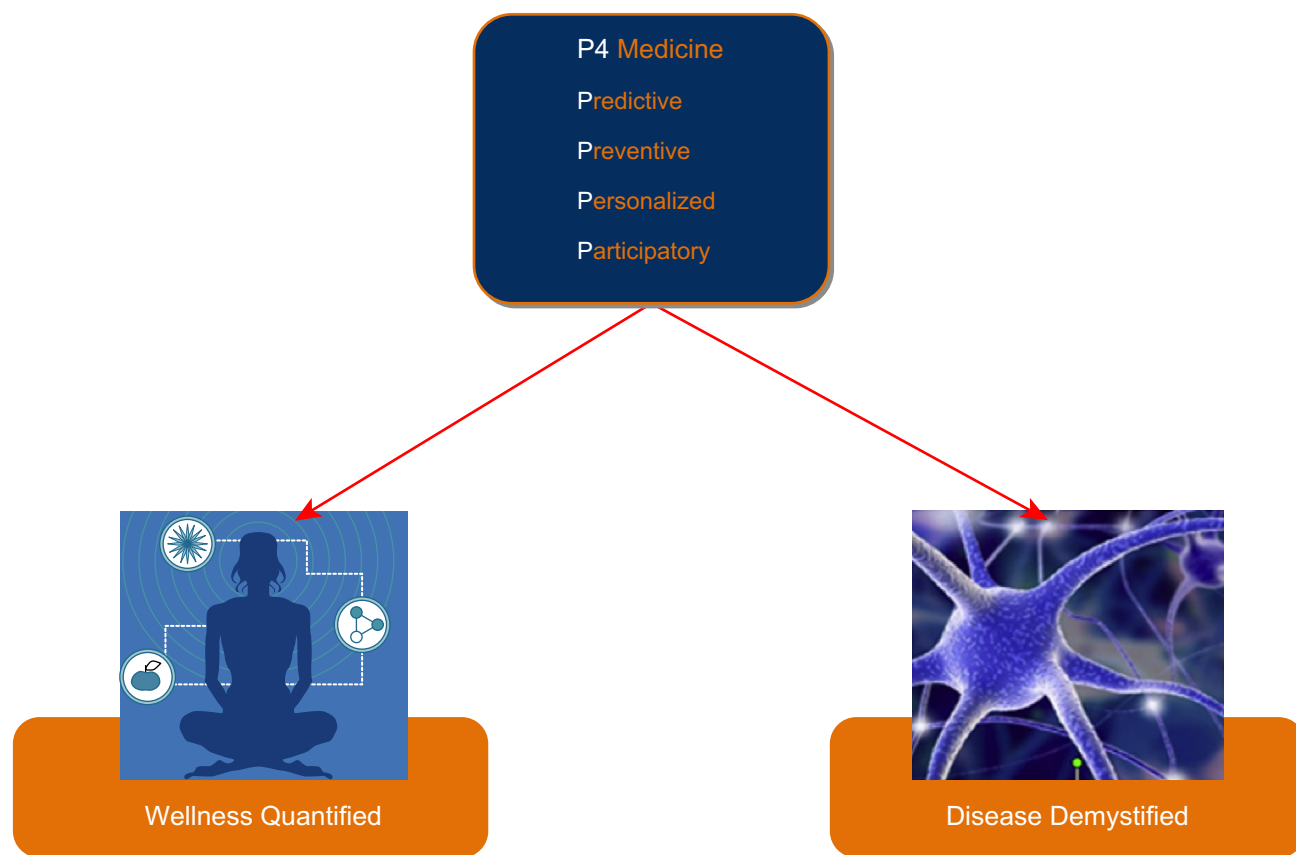 P4 Medicine
Predictive
Preventive
Personalized
Participatory
Wellness Quantified
Disease Demystified